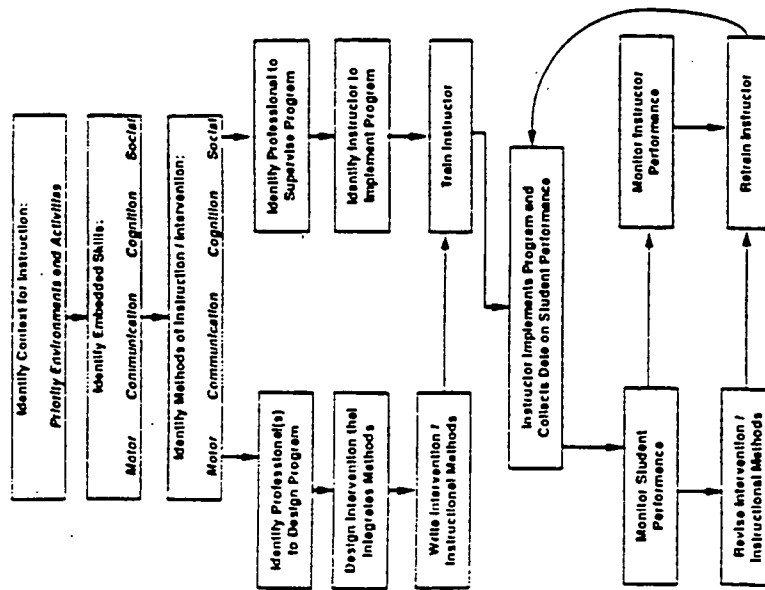 Identify Context for Instruction:
Priority Environments and Activities
Identify Embedded Skills:
Motor Communication Cognition Social
Identify Methods of Instruction / Intervention:
Motor Communication Cognition Social
Identify Professional(s)
to Design Program
Design Intervention that
Integrates Methods
Write Intervention /
Instructional Methods
Identify Professional to
Supervise Program
Identify Instructor to
Implement Program
Train Instructor
Instructor Implements Program and
Collects Data on Student Performance
Monitor Student
Performance
Revise Intervention /
Instructional Methods
Monitor Instructor
Performance
Retrain Instructor